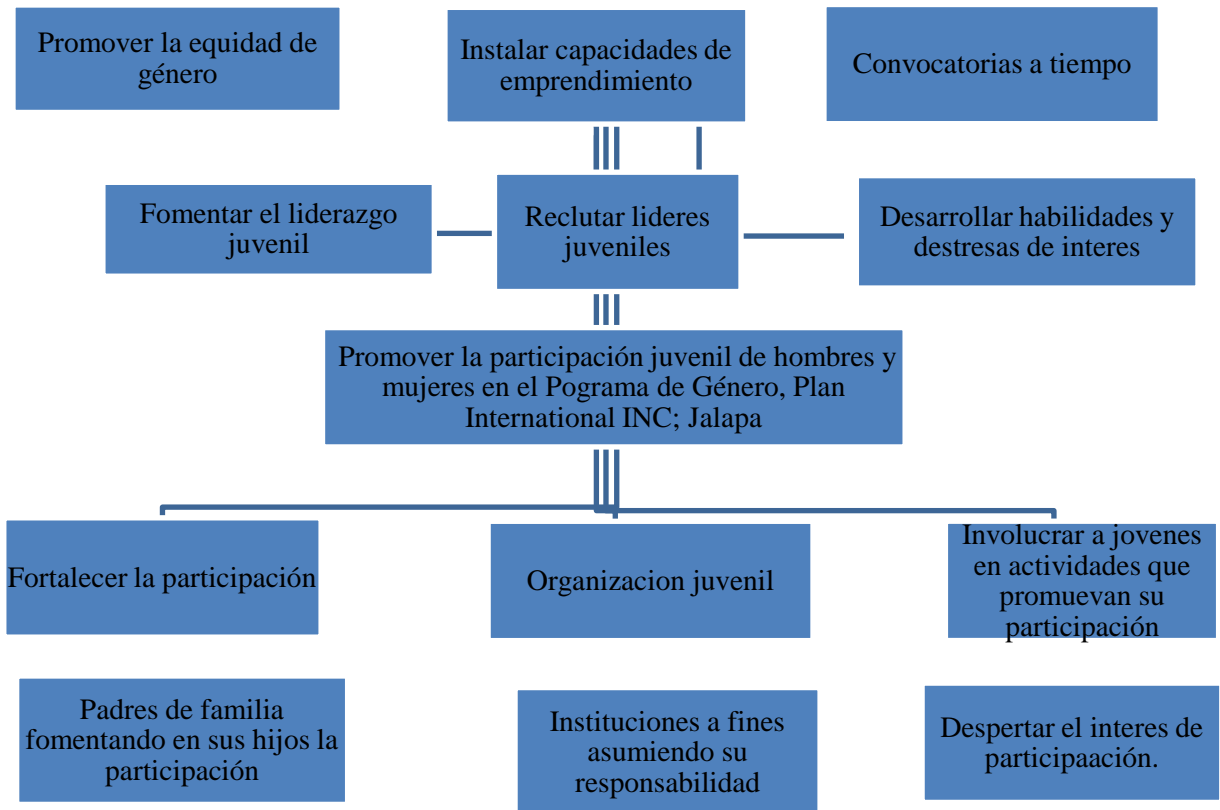 Promover la equidad de
género
Instalar capacidades de
emprendimiento
Convocatorias a tiempo
Fomentar el liderazgo
juvenil
Reclutar lideres
juveniles
Desarrollar habilidades y
destresas de interes
Promover la participación juvenil de hombres y
mujeres en el Pograma de Género, Plan
International INC; Jalapa
Fortalecer la participación
Organizacion juvenil
Involucrar a jovenes
en actividades que
promuevan su
participación
Padres de familia
fomentando en sus hijos la
participación
Instituciones a fines
asumiendo su
responsabilidad
Despertar el interes de
participaación.